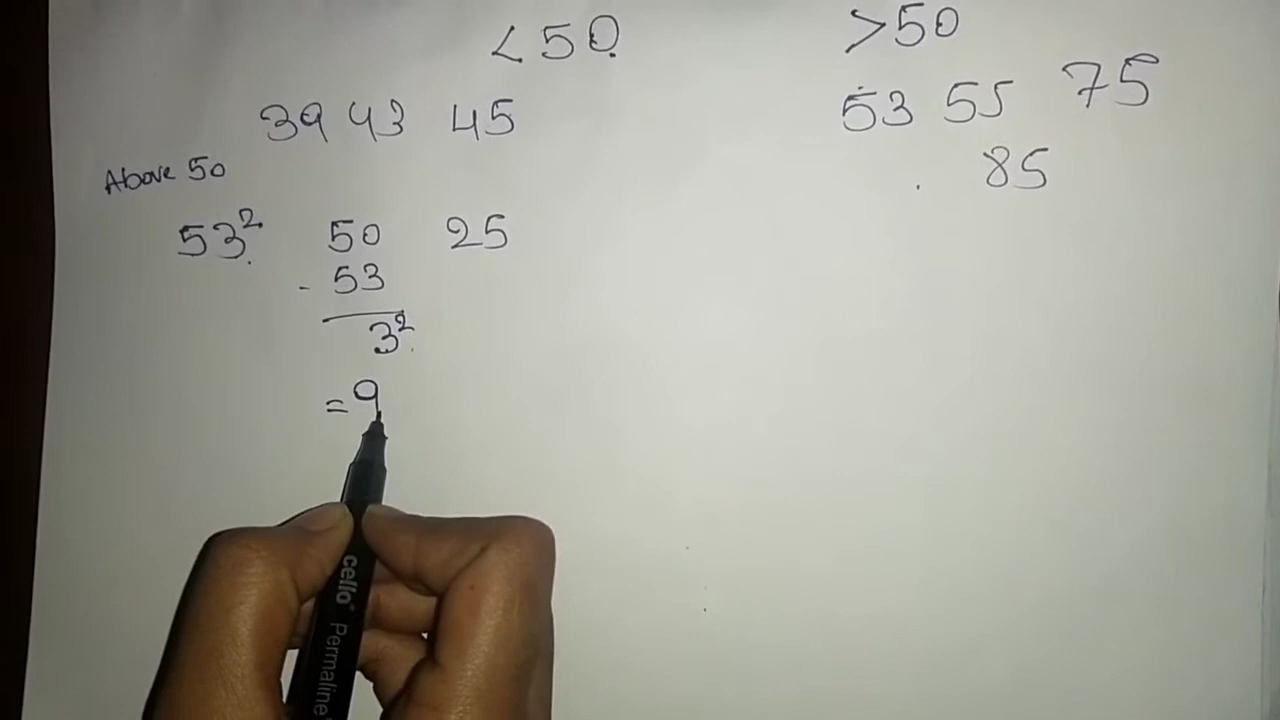 <50
>50
39 43 45
53 55 75
85
Above 50
53² 50 25
- 53
3²
= 9
cello Permaline